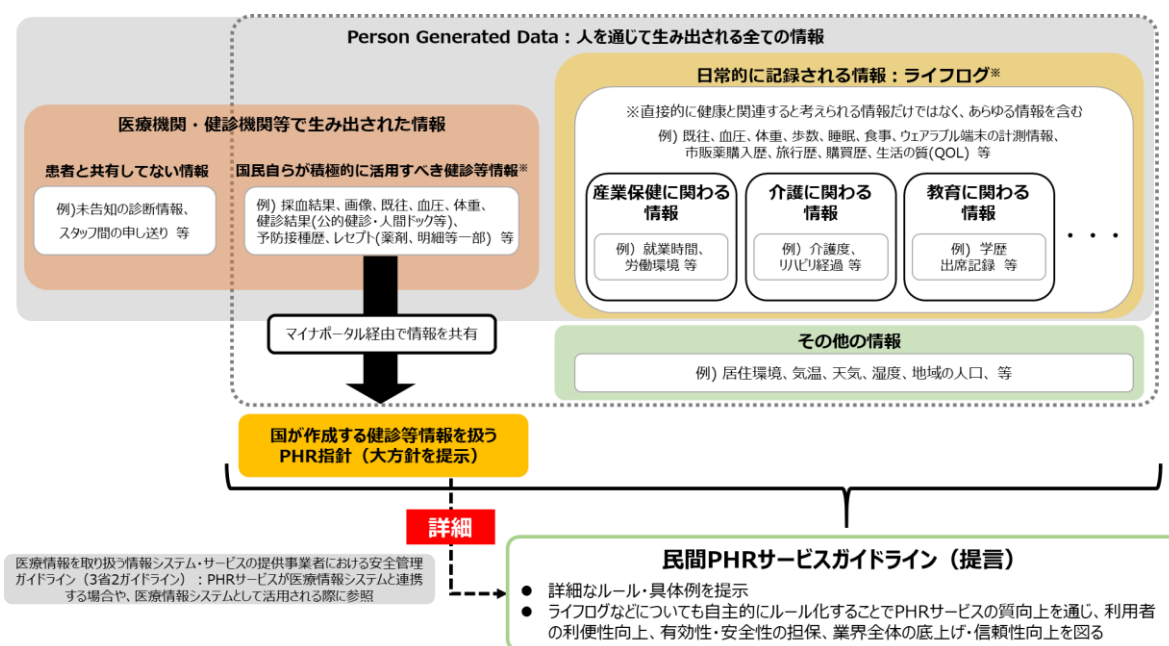 Person Generated Data：人を通じて生み出される全ての情報
日常的に記録される情報：ライフログ※
※直接的に健康と関連すると考えられる情報だけではなく、あらゆる情報を含む
例) 既往、血圧、体重、歩数、睡眠、食事、ウェアラブル端末の計測情報、
市販薬購入歴、旅行歴、購買歴、生活の質(QOL) 等
医療機関・健診機関等で生み出された情報
患者と共有してない情報
例)未告知の診断情報、
スタッフ間の申し送り 等
国民自らが積極的に活用すべき健診等情報※
例) 採血結果、画像、既往、血圧、体重、
健診結果(公的健診・人間ドック等)、
予防接種歴、レセプト(薬剤、明細等一部) 等
産業保健に関わる
情報
例) 就業時間、
労働環境 等
介護に関わる
情報
例) 介護度、
リハビリ経過 等
教育に関わる
情報
例) 学歴
出席記録 等
・・・
マイナポータル経由で情報を共有
その他の情報
例) 居住環境、気温、天気、湿度、地域の人口、等
国が作成する健診等情報を扱う
PHR指針（大方針を提示）
詳細
医療情報を取り扱う情報システム・サービスの提供事業者における安全管理
ガイドライン（3省2ガイドライン）：PHRサービスが医療情報システムと連携
する場合や、医療情報システムとして活用される際に参照
民間PHRサービスガイドライン（提言）
● 詳細なルール・具体例を提示
● ライフログなどについても自主的にルール化することでPHRサービスの質向上を通じ、利用者
の利便性向上、有効性・安全性の担保、業界全体の底上げ・信頼性向上を図る